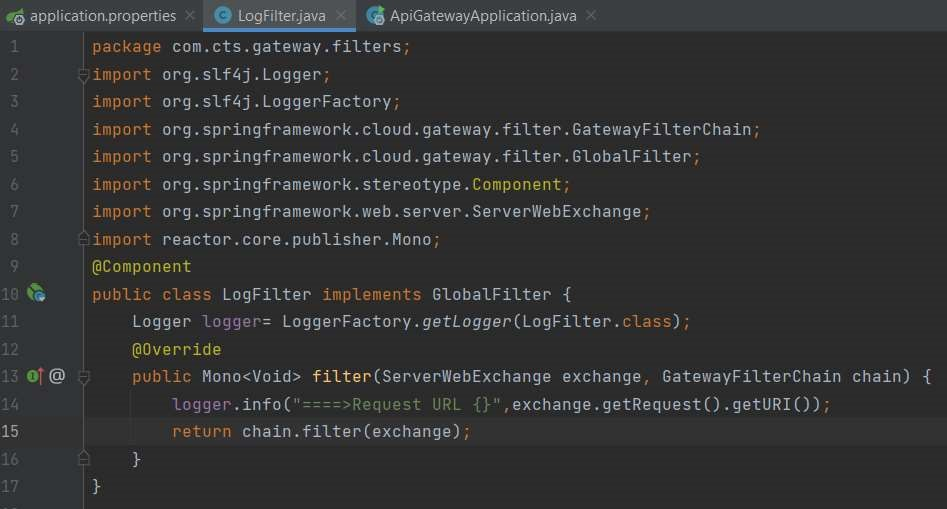 application.properties LogFilter.java ApiGatewayApplication.java
1 package com.cts.gateway.filters;
2 import org.slf4j.Logger;
3 import org.slf4j.LoggerFactory;
4 import org.springframework.cloud.gateway.filter.GatewayFilterChain;
5 import org.springframework.cloud.gateway.filter.GlobalFilter;
6 import org.springframework.stereotype.Component;
7 import org.springframework.web.server.ServerWebExchange;
8 import reactor.core.publisher.Mono;
9 @Component
10 public class LogFilter implements GlobalFilter {
11     Logger logger= LoggerFactory.getLogger(LogFilter.class);
12     @Override
13 @     public Mono<Void> filter(ServerWebExchange exchange, GatewayFilterChain chain) {
14         logger.info("====>Request URL {}",exchange.getRequest().getURI());
15         return chain.filter(exchange);
16     }
17 }